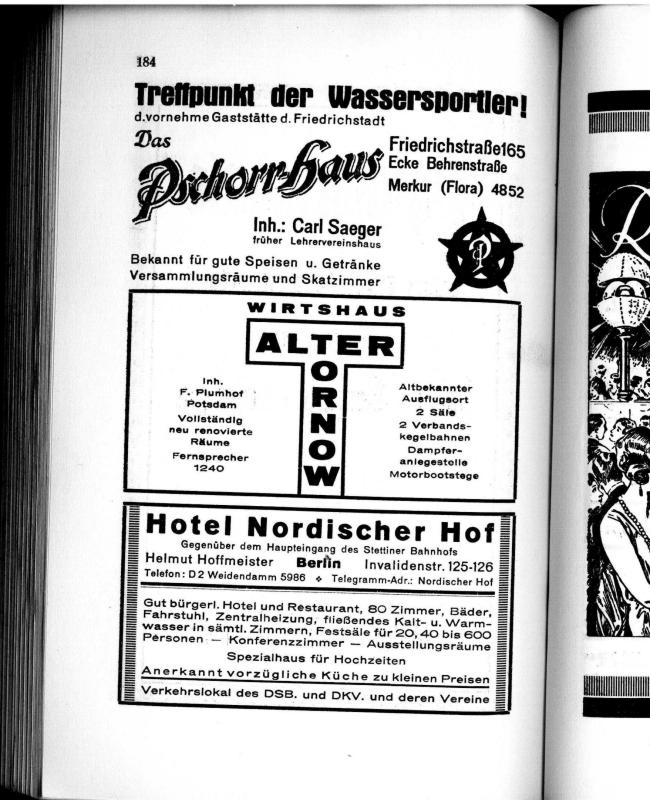 184
Treffpunkt der Wassersportler!
d.vornehme Gaststätte d. Friedrichstadt
Das
Pschorr-Haus
Friedrichstraße165
Ecke Behrenstraße
Merkur (Flora) 4852
Inh.: Carl Saeger
früher Lehrervereinshaus
Bekannt für gute Speisen u. Getränke
Versammlungsräume und Skatzimmer
WIRTSHAUS
ALTER
TORNOW
Inh.
F. Plumhof
Potsdam
Vollständig
neu renovierte
Räume
Fernsprecher
1240
Altbekannter
Ausflugsort
2 Säle
2 Verbands-
kegelbahnen
Dampfer-
anlegestolle
Motorbootstege
Hotel Nordischer Hof
Gegenüber dem Haupteingang des Stettiner Bahnhofs
Helmut Hoffmeister Berlin Invalidenstr. 125-126
Telefon: D 2 Weidendamm 5986 ❖ Telegramm-Adr.: Nordischer Hof
Gut bürgerl. Hotel und Restaurant, 80 Zimmer, Bäder,
Fahrstuhl, Zentralheizung, fließendes Kalt- u. Warm-
wasser in sämtl. Zimmern, Festsäle für 20, 40 bis 600
Personen — Konferenzzimmer — Ausstellungsräume
Spezialhaus für Hochzeiten
Anerkannt vorzügliche Küche zu kleinen Preisen
Verkehrslokal des DSB. und DKV. und deren Vereine